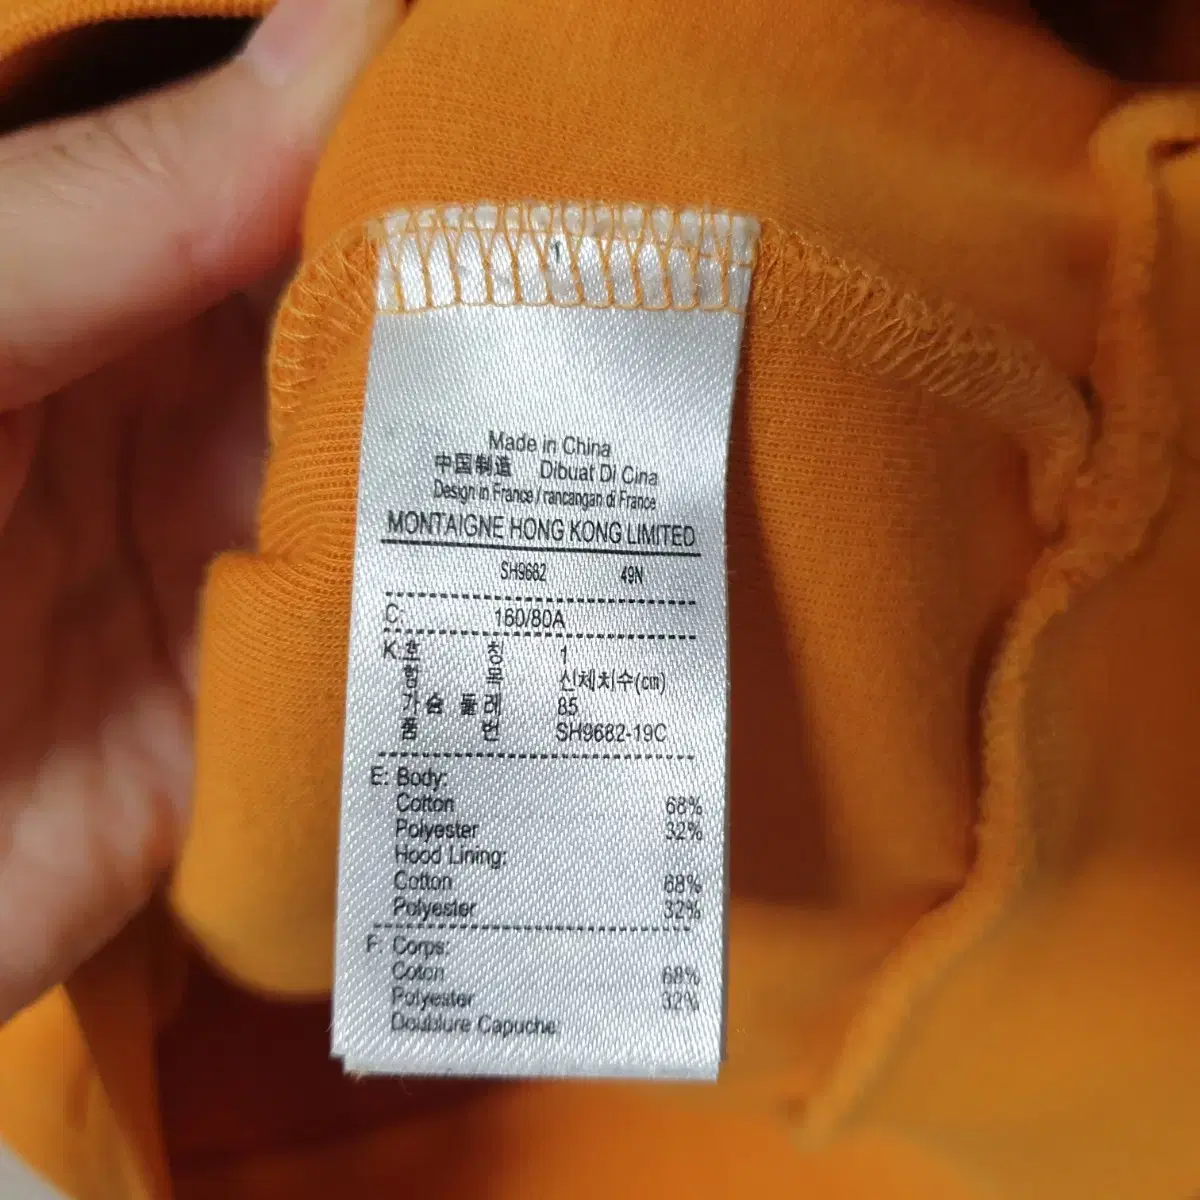 Made in China
中国制造 Dibuat Di Cina
Design in France / rancangan di France
MONTAIGNE HONG KONG LIMITED
SH9682 49N
C: 160/80A
K: 호 칭 1
항 목 신체치수(cm)
가슴 둘레 85
품 번 SH9682-19C
E: Body:
Cotton 68%
Polyester 32%
Hood Lining:
Cotton 68%
Polyester 32%
F: Corps:
Coton 68%
Polyester 32%
Doublure Capuche: